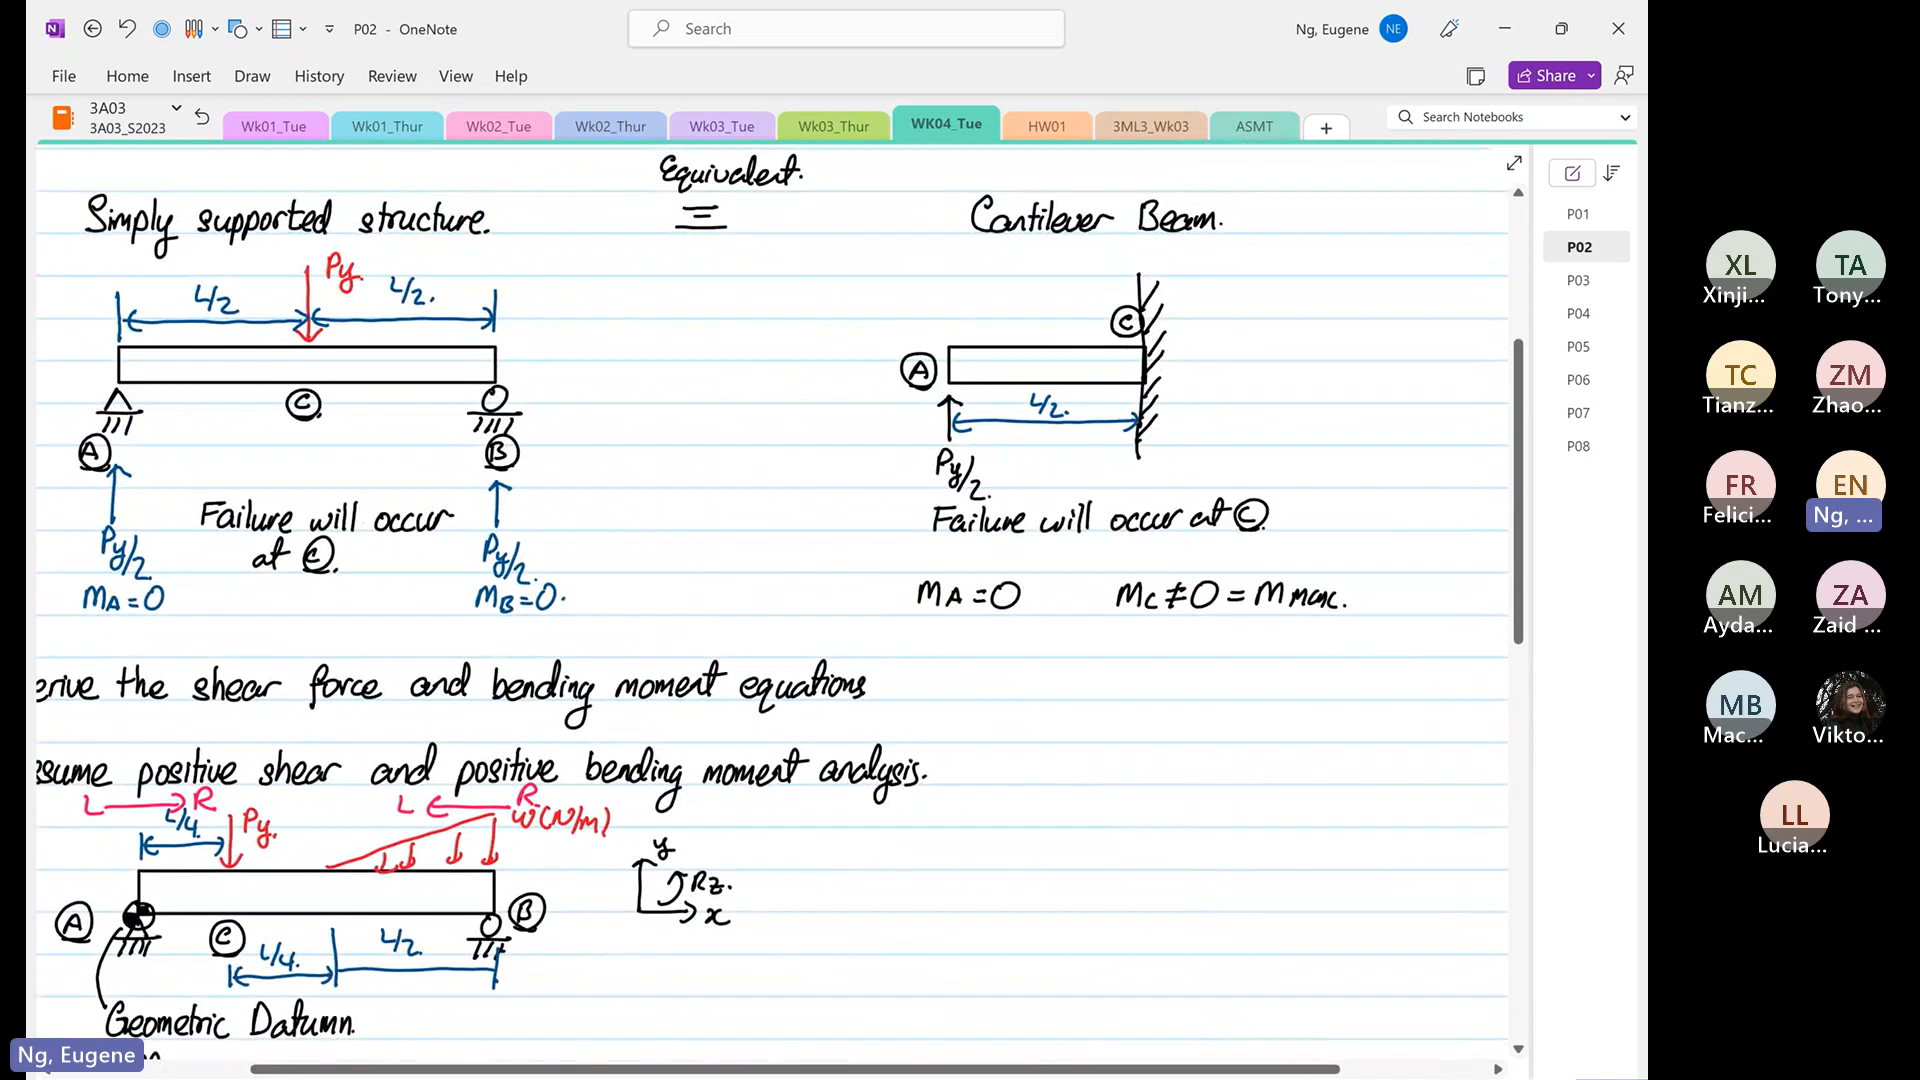 P02 - OneNote
Search
Ng, Eugene
NE
File
Home
Insert
Draw
History
Review
View
Help
Share
3A03
3A03_S2023
Wk01_Tue
Wk01_Thur
Wk02_Tue
Wk02_Thur
Wk03_Tue
Wk03_Thur
WK04_Tue
HW01
3ML3_Wk03
ASMT
+
Search Notebooks
P01
P02
P03
P04
P05
P06
P07
P08
Equivalent.
=
Simply supported structure.
Cantilever Beam.
Py.
L/2
L/2.
C
A
B
Py/2
MA=0
Failure will occur
at C.
Py/2.
MB=0.
C
A
L/2.
Py/2.
Failure will occur at C.
MA=0
MC≠0=Mmax.
erive the shear force and bending moment equations
ssume positive shear and positive bending moment analysis.
L
R
L
R
L/4.
Py.
w(N/m)
y
Rz.
x
A
C
B
L/4.
L/2
Geometric Datumn.
Ng, Eugene
XL
Xinji...
TA
Tony...
TC
Tianz...
ZM
Zhao...
FR
Felici...
EN
Ng, ...
AM
Ayda...
ZA
Zaid ...
MB
Mac...
Vikto...
LL
Lucia...